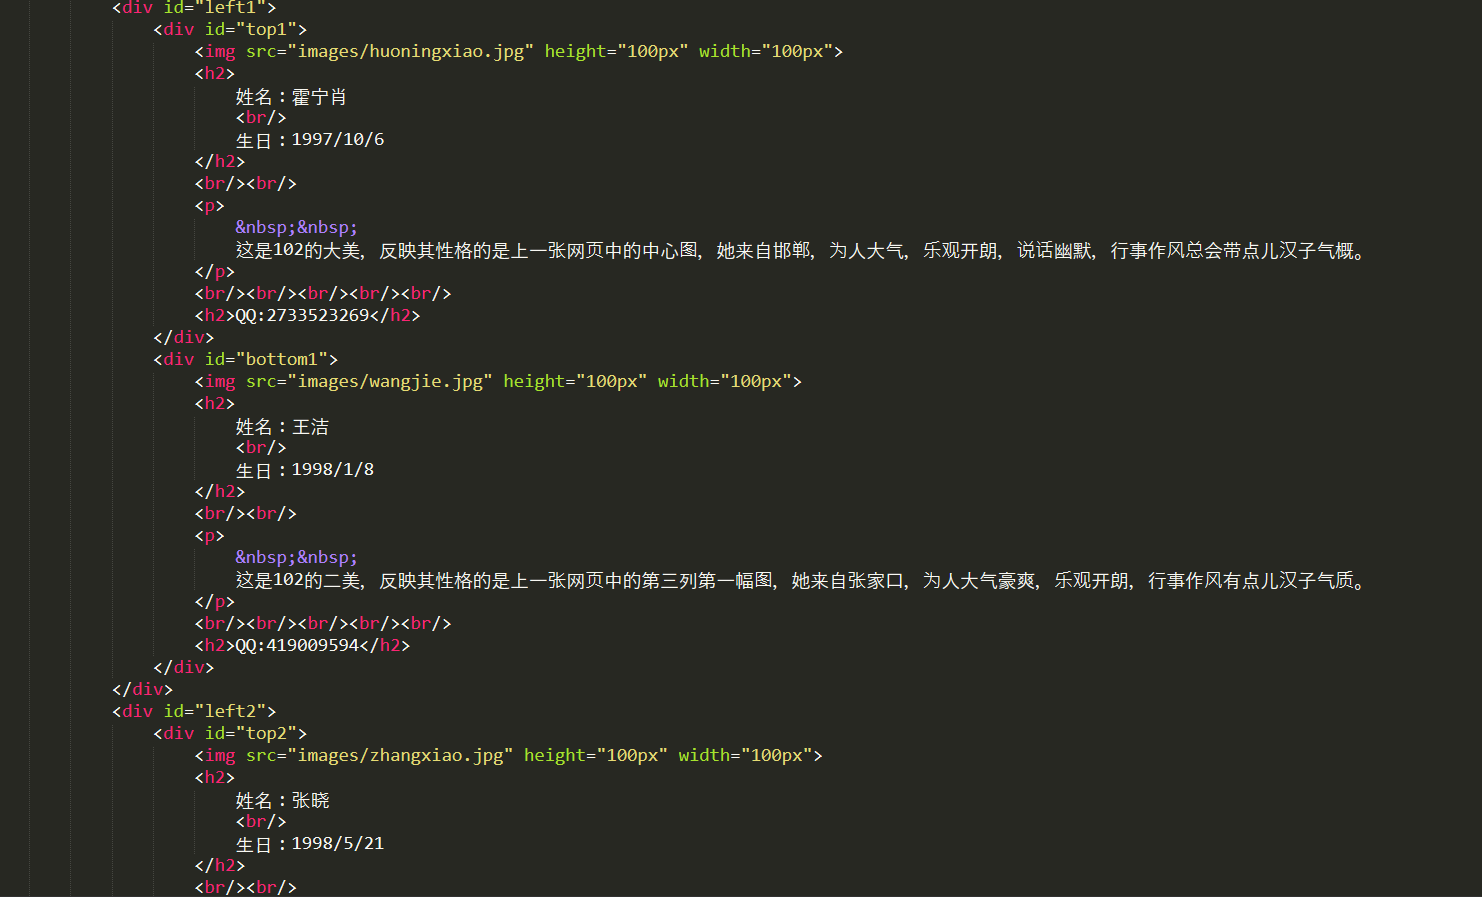 <div id="left1">
<div id="top1">
<img src="images/huoningxiao.jpg" height="100px" width="100px">
<h2>
姓名：霍宁肖
<br/>
生日：1997/10/6
</h2>
<br/><br/>
<p>
&nbsp;&nbsp;
这是102的大美，反映其性格的是上一张网页中的中心图，她来自邯郸，为人大气，乐观开朗，说话幽默，行事作风总会带点儿汉子气概。
</p>
<br/><br/><br/><br/><br/>
<h2>QQ:2733523269</h2>
</div>
<div id="bottom1">
<img src="images/wangjie.jpg" height="100px" width="100px">
<h2>
姓名：王洁
<br/>
生日：1998/1/8
</h2>
<br/><br/>
<p>
&nbsp;&nbsp;
这是102的二美，反映其性格的是上一张网页中的第三列第一幅图，她来自张家口，为人大气豪爽，乐观开朗，行事作风有点儿汉子气质。
</p>
<br/><br/><br/><br/><br/>
<h2>QQ:419009594</h2>
</div>
</div>
<div id="left2">
<div id="top2">
<img src="images/zhangxiao.jpg" height="100px" width="100px">
<h2>
姓名：张晓
<br/>
生日：1998/5/21
</h2>
<br/><br/>